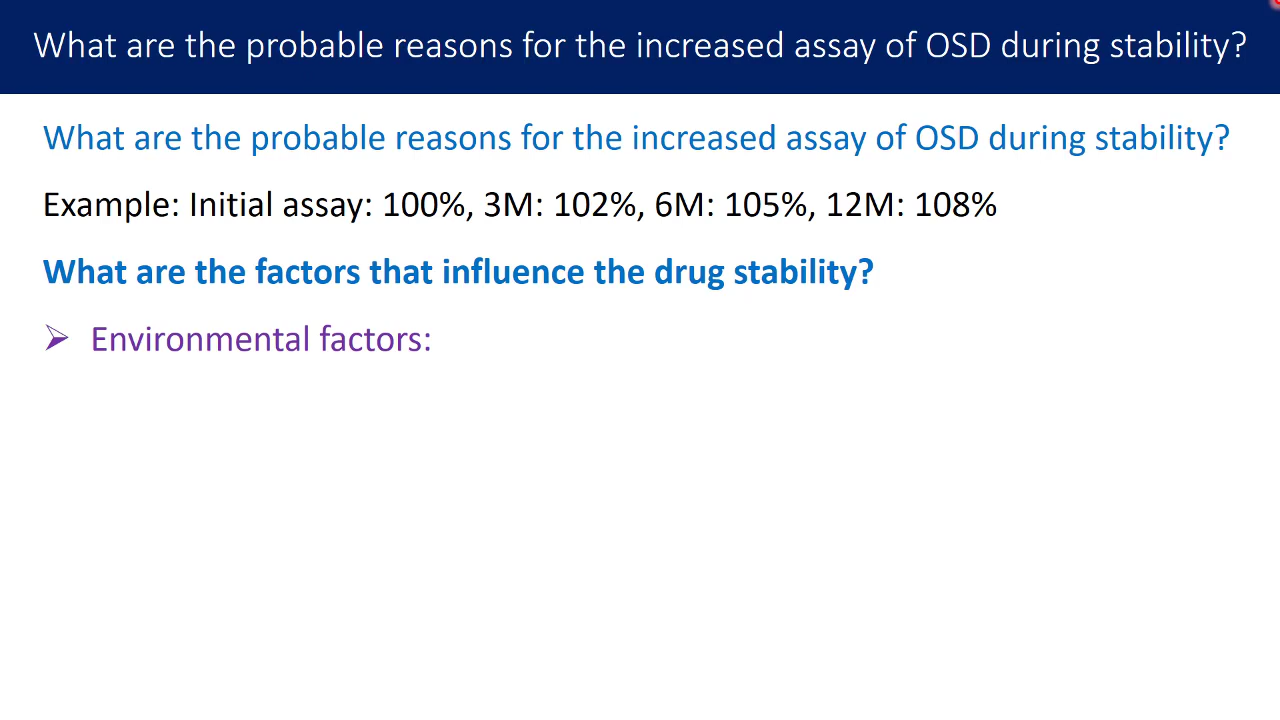 What are the probable reasons for the increased assay of OSD during stability?
What are the probable reasons for the increased assay of OSD during stability?
Example: Initial assay: 100%, 3M: 102%, 6M: 105%, 12M: 108%
What are the factors that influence the drug stability?
➢ Environmental factors: